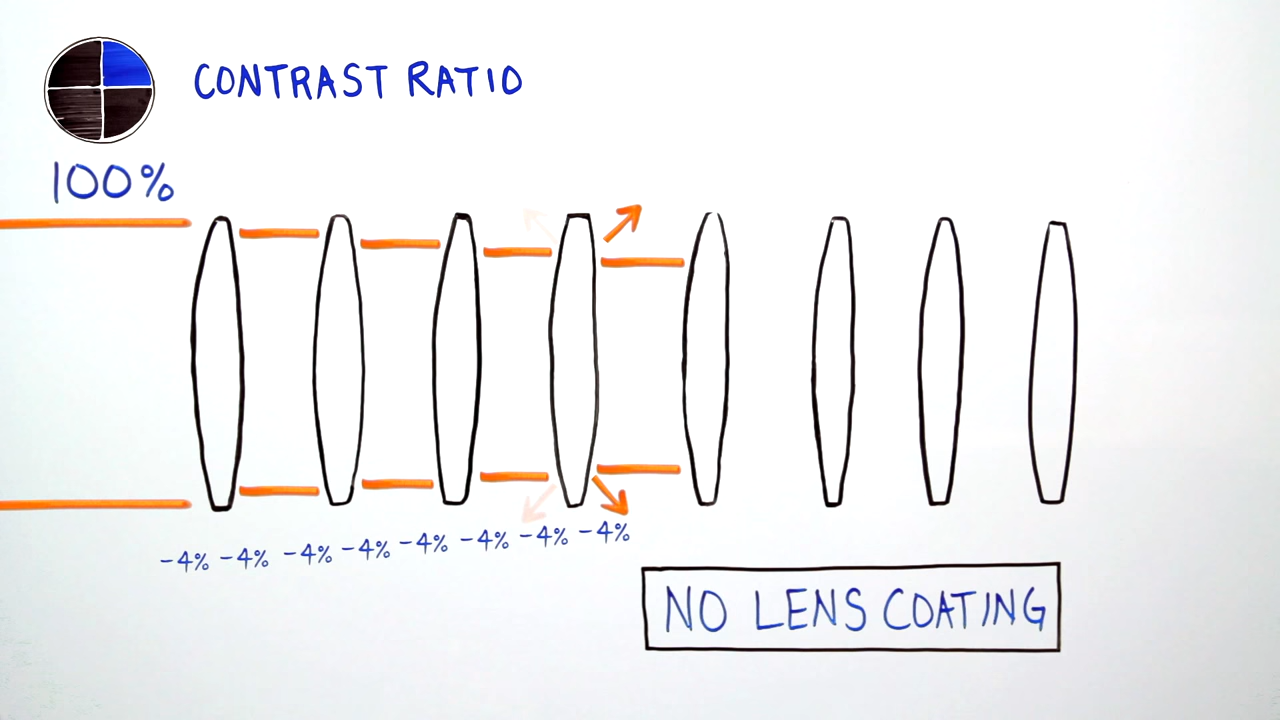 CONTRAST RATIO
100%
-4% -4% -4% -4% -4% -4% -4% -4%
NO LENS COATING